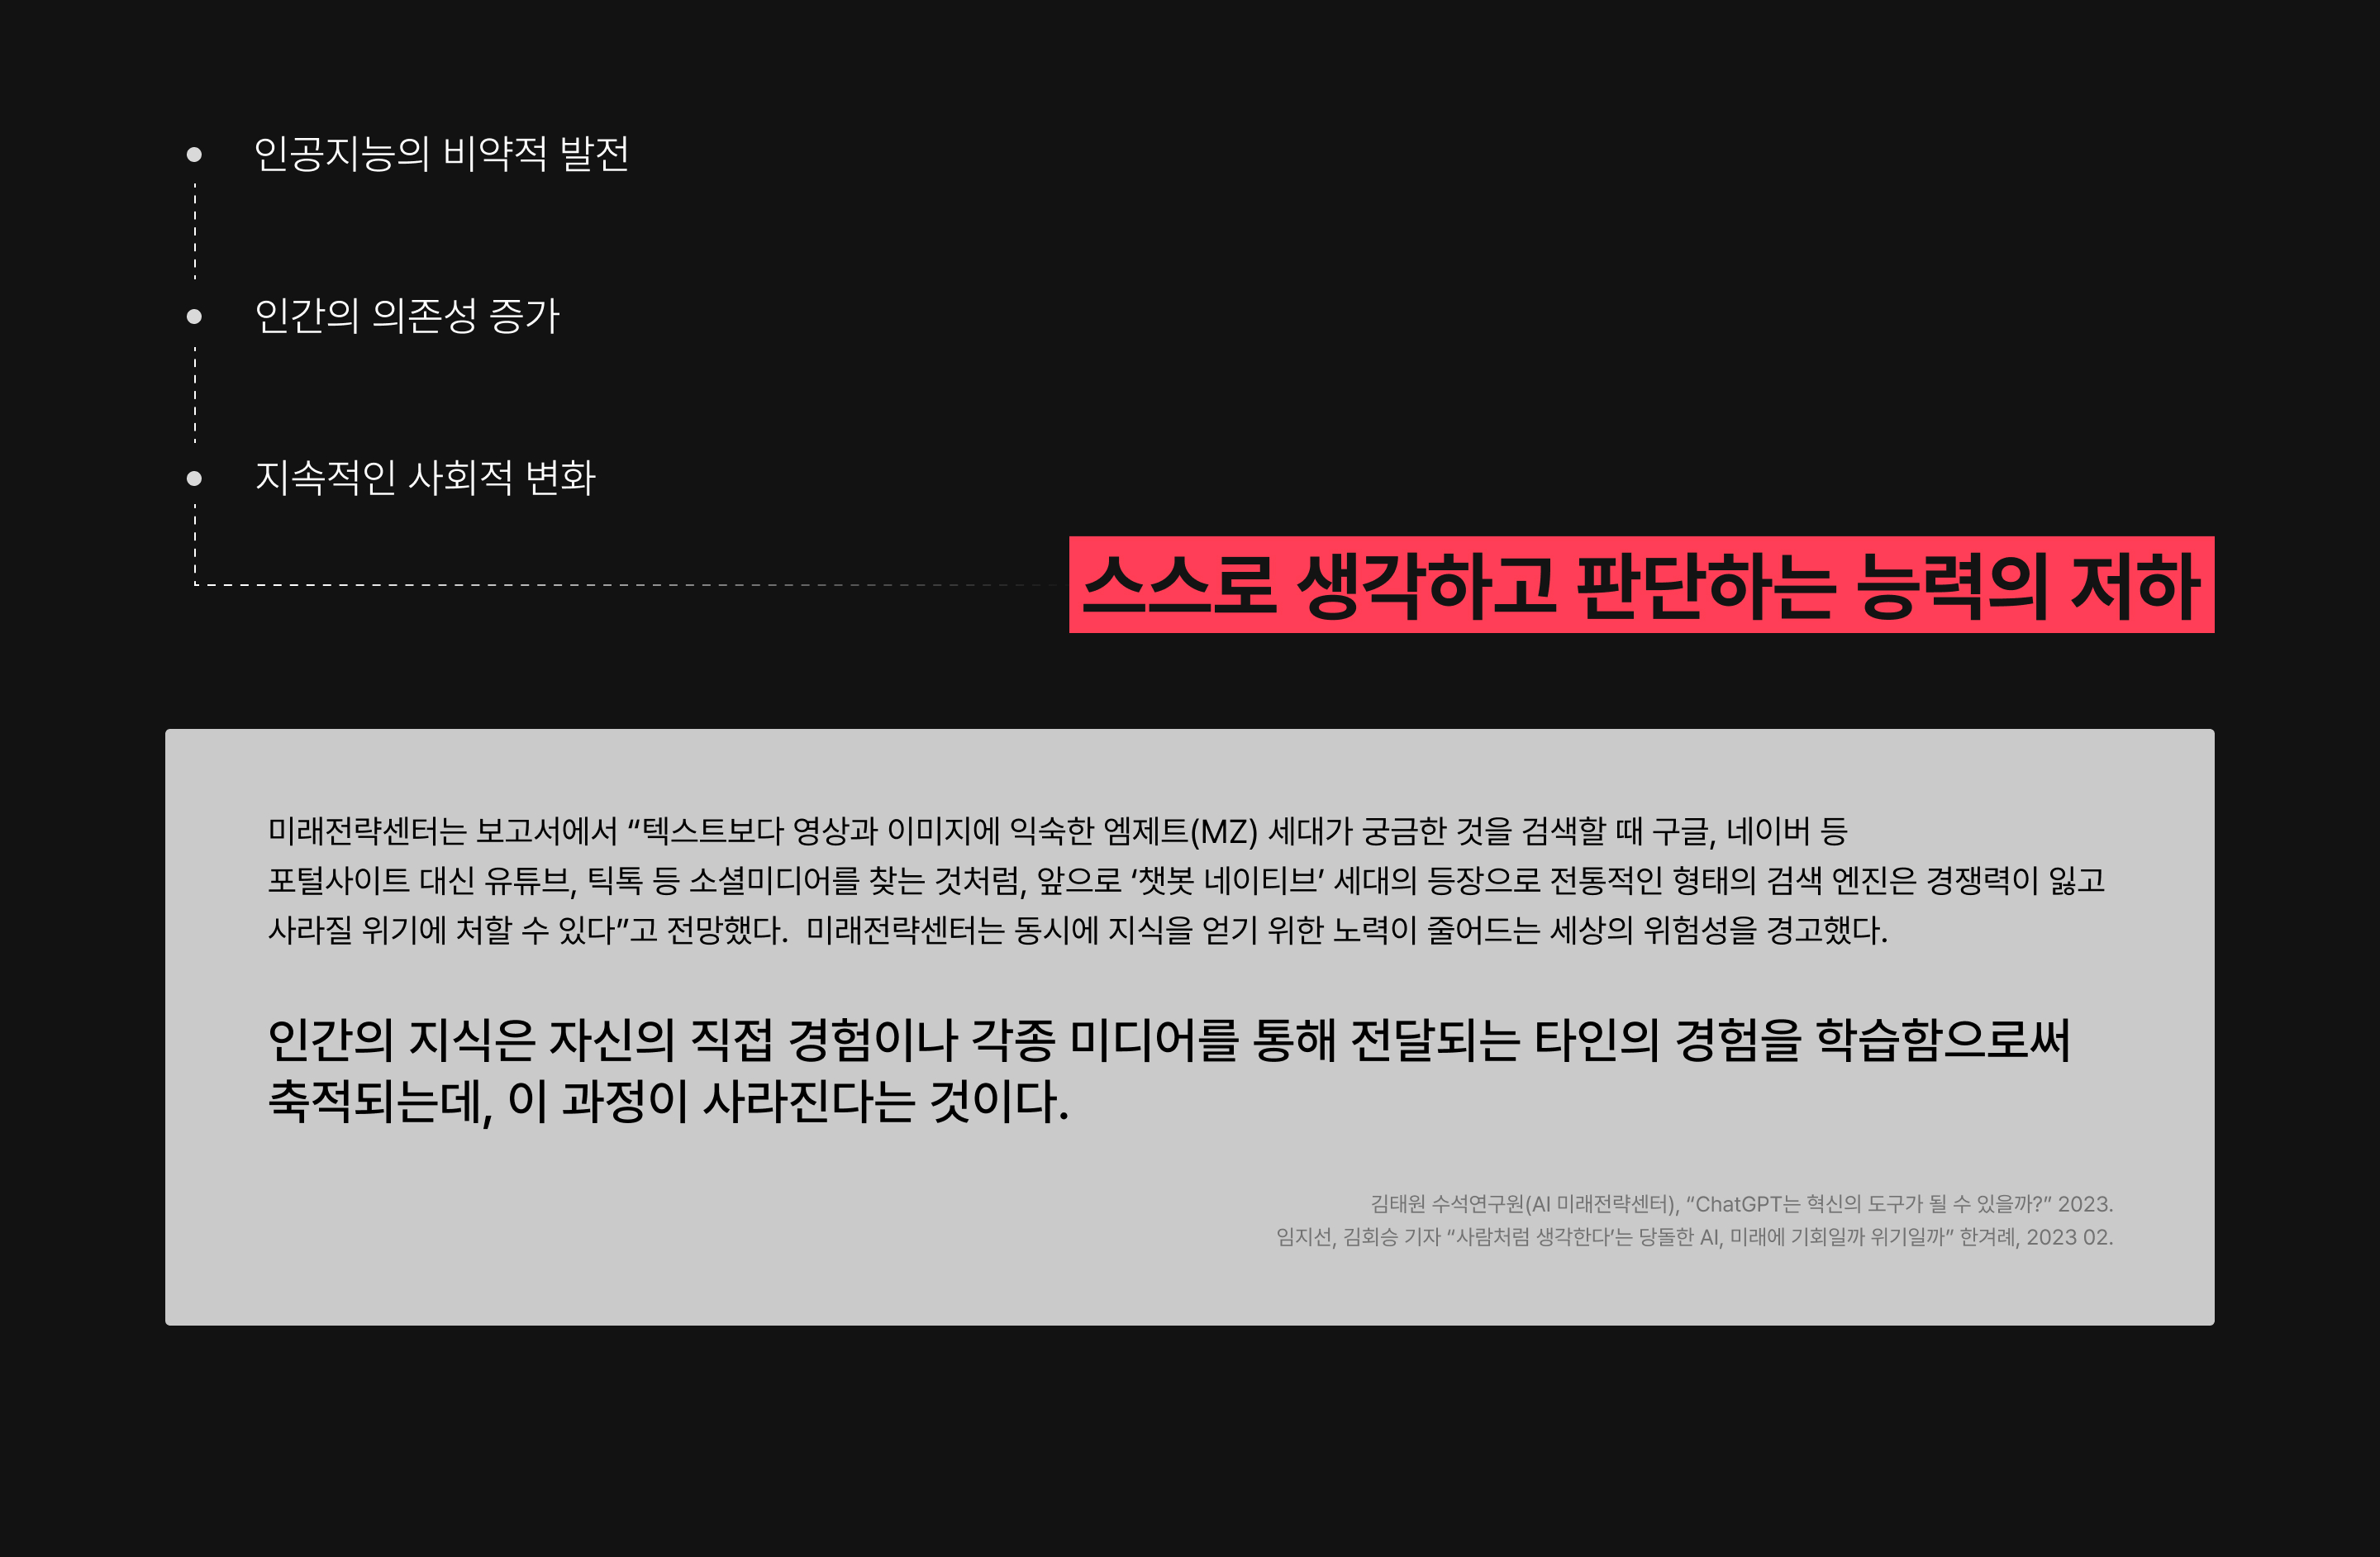 인공지능의 비약적 발전
인간의 의존성 증가
지속적인 사회적 변화
스스로 생각하고 판단하는 능력의 저하
미래전략센터는 보고서에서 “텍스트보다 영상과 이미지에 익숙한 엠제트(MZ) 세대가 궁금한 것을 검색할 때 구글, 네이버 등
포털사이트 대신 유튜브, 틱톡 등 소셜미디어를 찾는 것처럼, 앞으로 ‘챗봇 네이티브’ 세대의 등장으로 전통적인 형태의 검색 엔진은 경쟁력이 잃고
사라질 위기에 처할 수 있다”고 전망했다.  미래전략센터는 동시에 지식을 얻기 위한 노력이 줄어드는 세상의 위험성을 경고했다.
인간의 지식은 자신의 직접 경험이나 각종 미디어를 통해 전달되는 타인의 경험을 학습함으로써
축적되는데, 이 과정이 사라진다는 것이다.
김태원 수석연구원(AI 미래전략센터), “ChatGPT는 혁신의 도구가 될 수 있을까?” 2023.
임지선, 김회승 기자 “사람처럼 생각한다’는 당돌한 AI, 미래에 기회일까 위기일까” 한겨레, 2023 02.